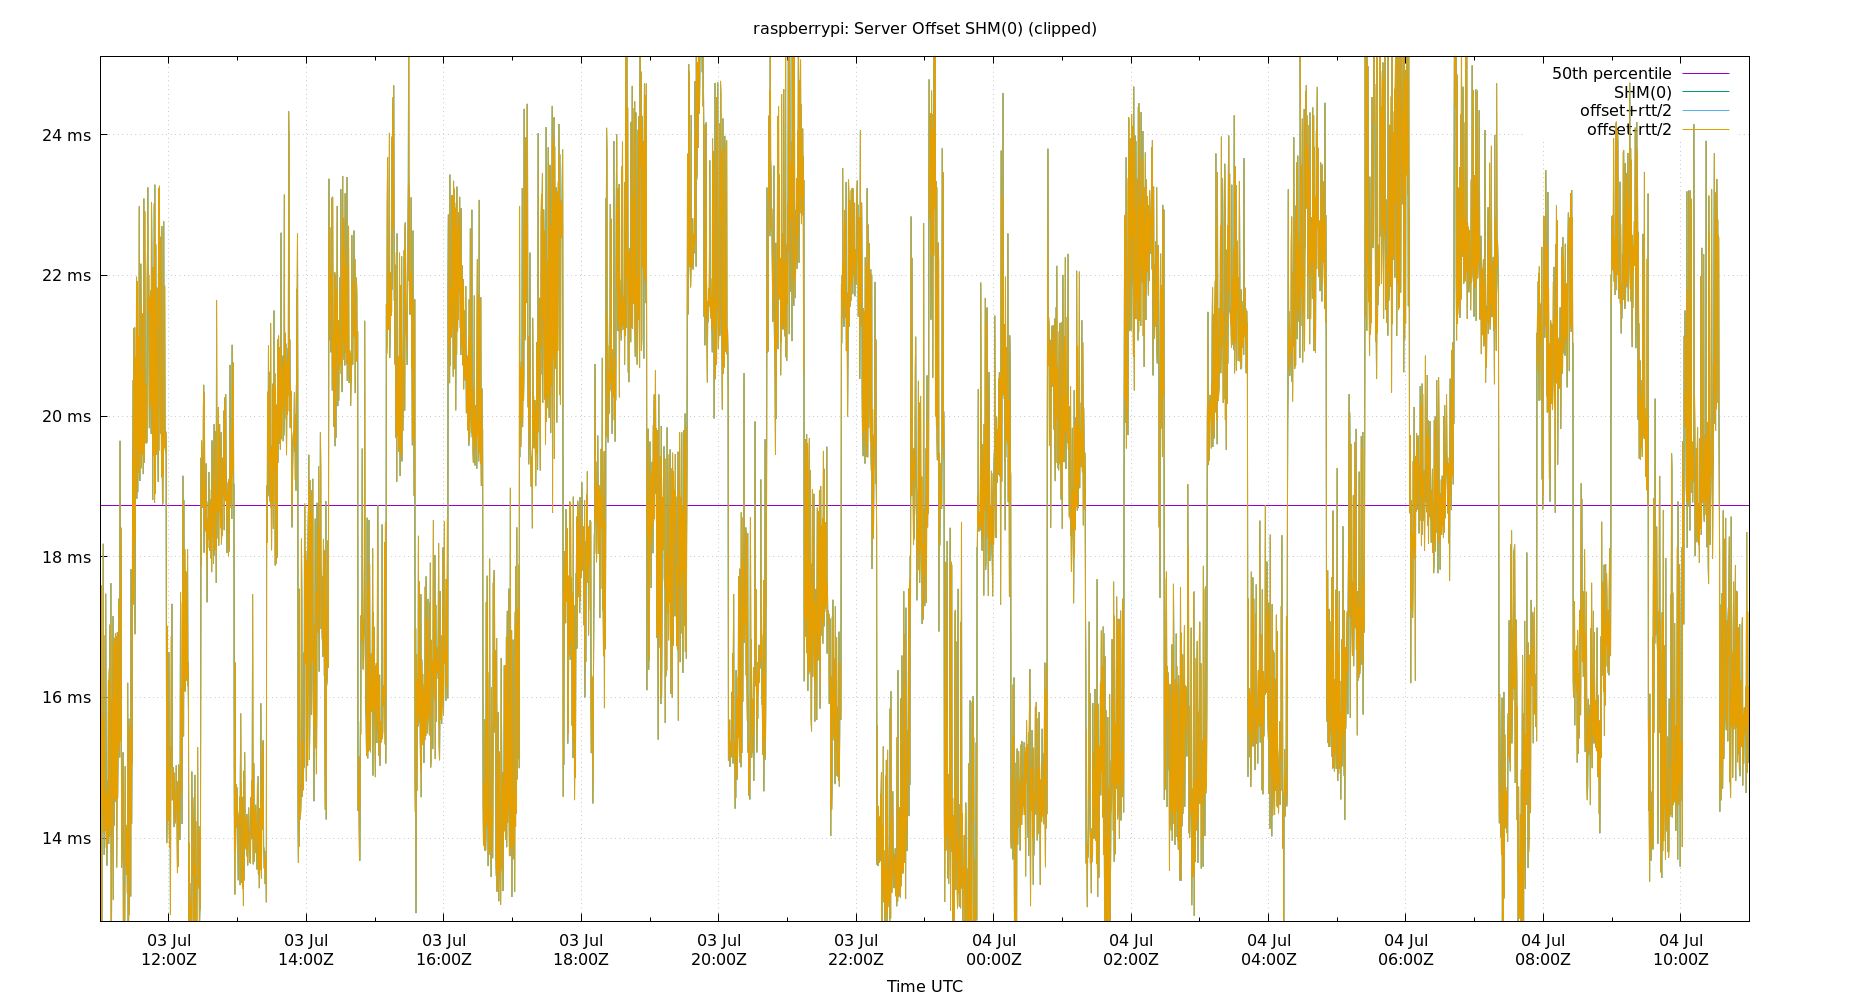 raspberrypi: Server Offset SHM(0) (clipped)
50th percentile
SHM(0)
offset+rtt/2
offset-rtt/2
24 ms
22 ms
20 ms
18 ms
16 ms
14 ms
03 Jul 03 Jul 03 Jul 03 Jul 03 Jul 03 Jul 04 Jul 04 Jul 04 Jul 04 Jul 04 Jul 04 Jul
12:00Z 14:00Z 16:00Z 18:00Z 20:00Z 22:00Z 00:00Z 02:00Z 04:00Z 06:00Z 08:00Z 10:00Z
Time UTC